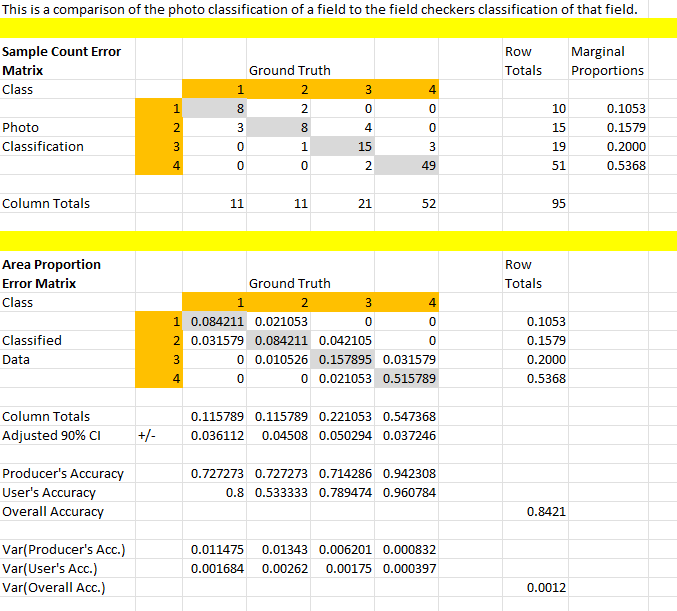 This is a comparison of the photo classification of a field to the field checkers classification of that field.
Sample Count Error Row Marginal
Matrix Ground Truth Totals Proportions
Class 1 2 3 4
1 8 2 0 0 10 0.1053
Photo 2 3 8 4 0 15 0.1579
Classification 3 0 1 15 3 19 0.2000
4 0 0 2 49 51 0.5368
Column Totals 11 11 21 52 95
Area Proportion Row
Error Matrix Ground Truth Totals
Class 1 2 3 4
1 0.084211 0.021053 0 0 0.1053
Classified 2 0.031579 0.084211 0.042105 0 0.1579
Data 3 0 0.010526 0.157895 0.031579 0.2000
4 0 0 0.021053 0.515789 0.5368
Column Totals 0.115789 0.115789 0.221053 0.547368
Adjusted 90% CI +/- 0.036112 0.04508 0.050294 0.037246
Producer's Accuracy 0.727273 0.727273 0.714286 0.942308
User's Accuracy 0.8 0.533333 0.789474 0.960784
Overall Accuracy 0.8421
Var(Producer's Acc.) 0.011475 0.01343 0.006201 0.000832
Var(User's Acc.) 0.001684 0.00262 0.00175 0.000397
Var(Overall Acc.) 0.0012